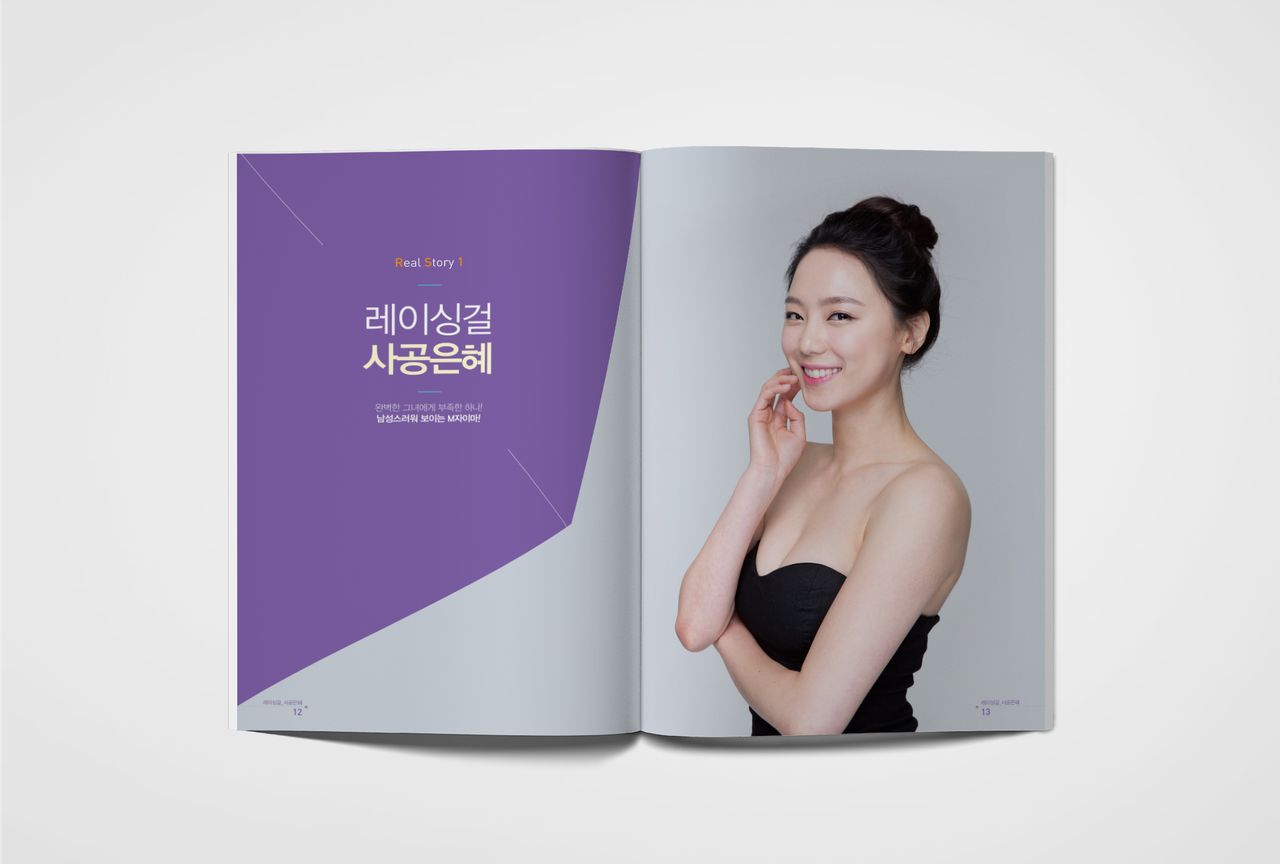 Real Story 1
레이싱걸
사공은혜
완벽한 그녀에게 부족한 하나!
남성스러워 보이는 M자이마!
레이싱걸_사공은혜
12
레이싱걸_사공은혜
13